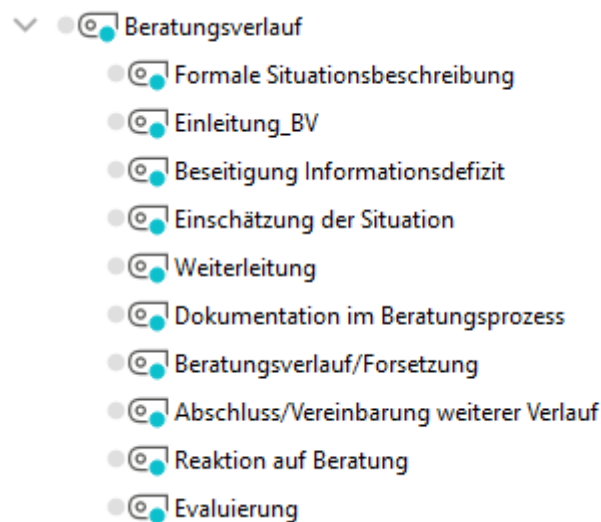 Beratungsverlauf
Formale Situationsbeschreibung
Einleitung_BV
Beseitigung Informationsdefizit
Einschätzung der Situation
Weiterleitung
Dokumentation im Beratungsprozess
Beratungsverlauf/Forsetzung
Abschluss/Vereinbarung weiterer Verlauf
Reaktion auf Beratung
Evaluierung